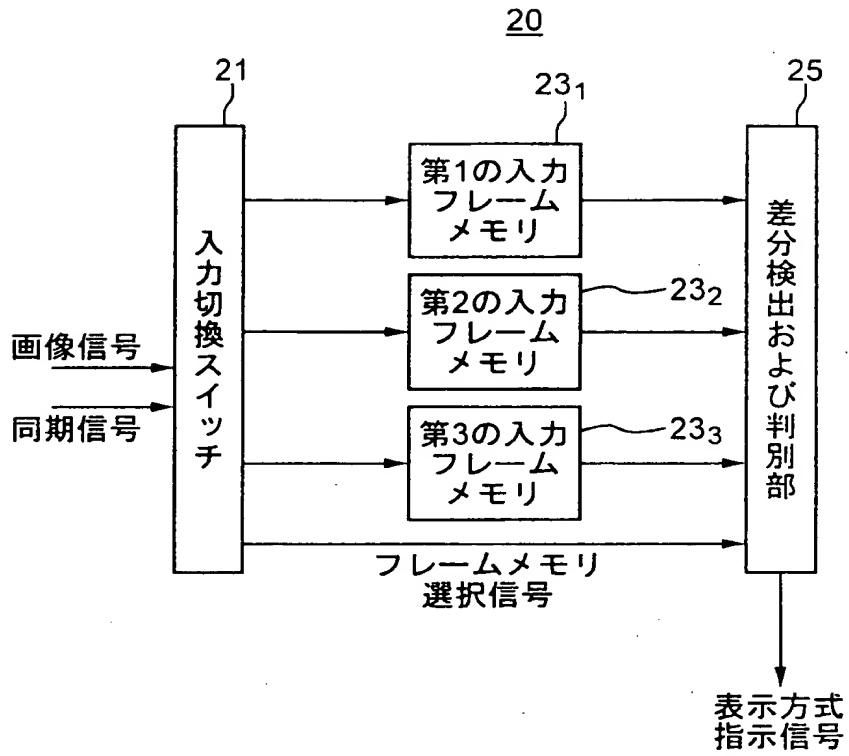 20
21
23₁
25
第1の入力
フレーム
メモリ
第2の入力
フレーム
メモリ
23₂
第3の入力
フレーム
メモリ
23₃
入力切換スイッチ
画像信号
同期信号
差分検出および判別部
フレームメモリ
選択信号
表示方式
指示信号